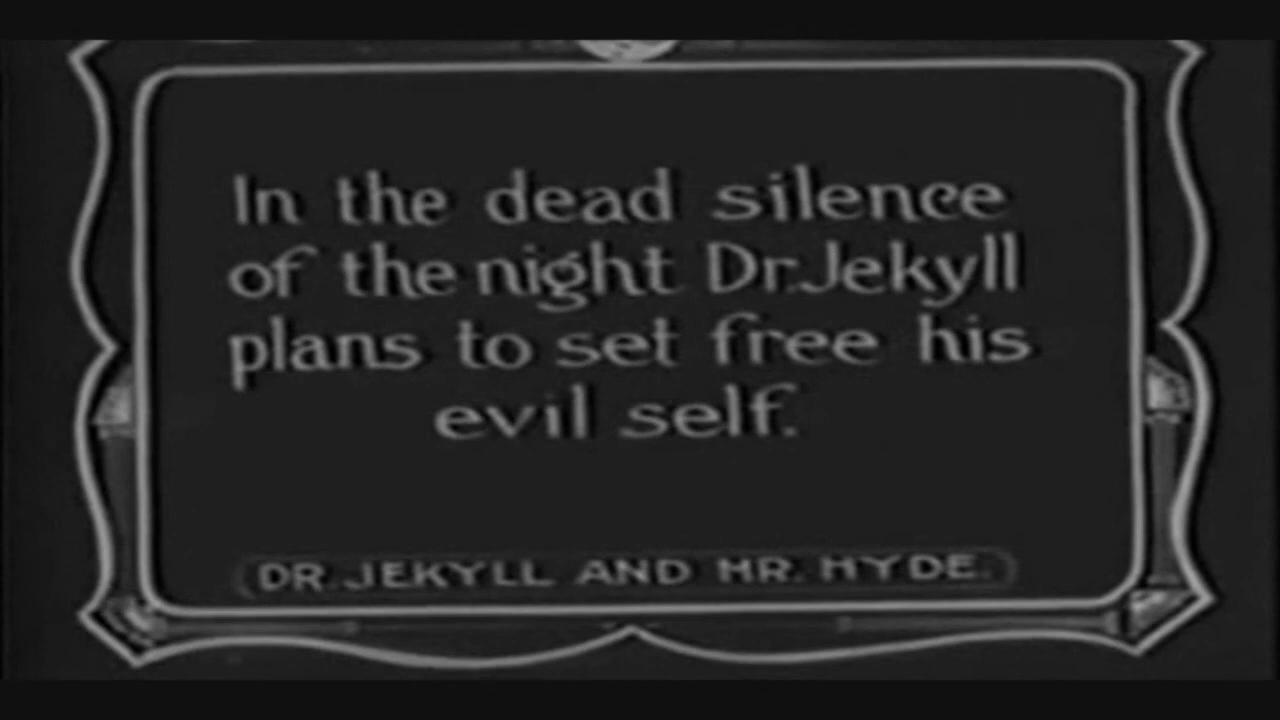 In the dead silence
of the night Dr. Jekyll
plans to set free his
evil self.
DR. JEKYLL AND MR. HYDE.